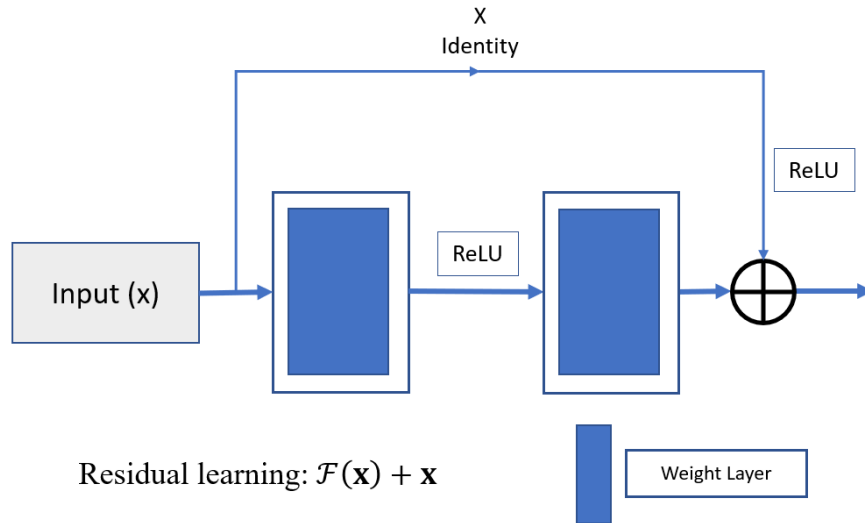 X
Identity
ReLU
ReLU
Input (x)
Residual learning: ℱ(𝐱) + 𝐱
Weight Layer